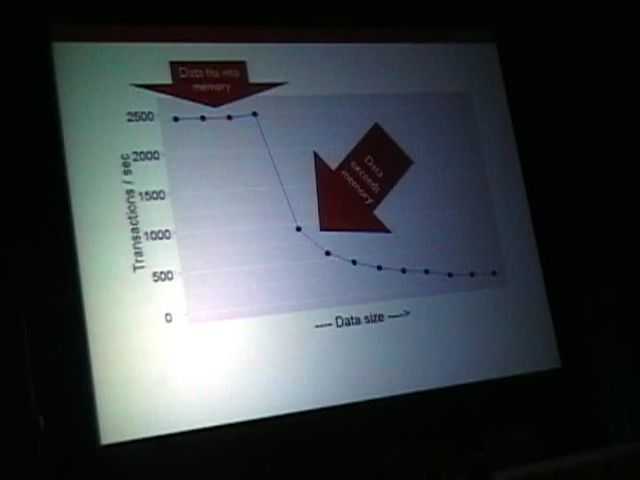 Data fits into
memory
Data
exceeds
memory
Transactions / sec
2500
2000
1500
1000
500
0
---- Data size ---->